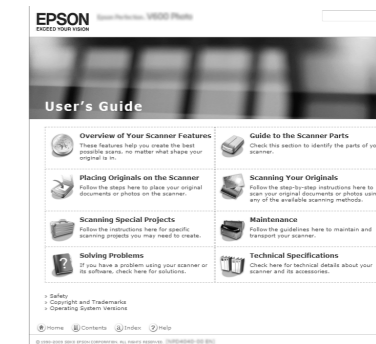 EPSON
EXCEED YOUR VISION
User's Guide
Overview of Your Scanner Features
These features help you create the best
possible scans, no matter what shape your
original is in.
Guide to the Scanner Parts
Check this section to identify the parts of you
scanner.
Placing Originals on the Scanner
Follow the steps here to place your original
documents or photos on the scanner.
Scanning Your Originals
Follow the step-by-step instructions here to
scan your original documents or photos usin
any of the available scanning methods.
Scanning Special Projects
Follow the instructions here for specific
scanning projects you may need to create.
Maintenance
Follow the guidelines here to maintain and
transport your scanner.
Solving Problems
If you have a problem using your scanner or
its software, check here for solutions.
Technical Specifications
Check here for technical details about your
scanner and its accessories.
» Safety
» Copyright and Trademarks
» Operating System Versions
Home Contents Index Help
SEIKO EPSON CORPORATION. ALL RIGHTS RESERVED.